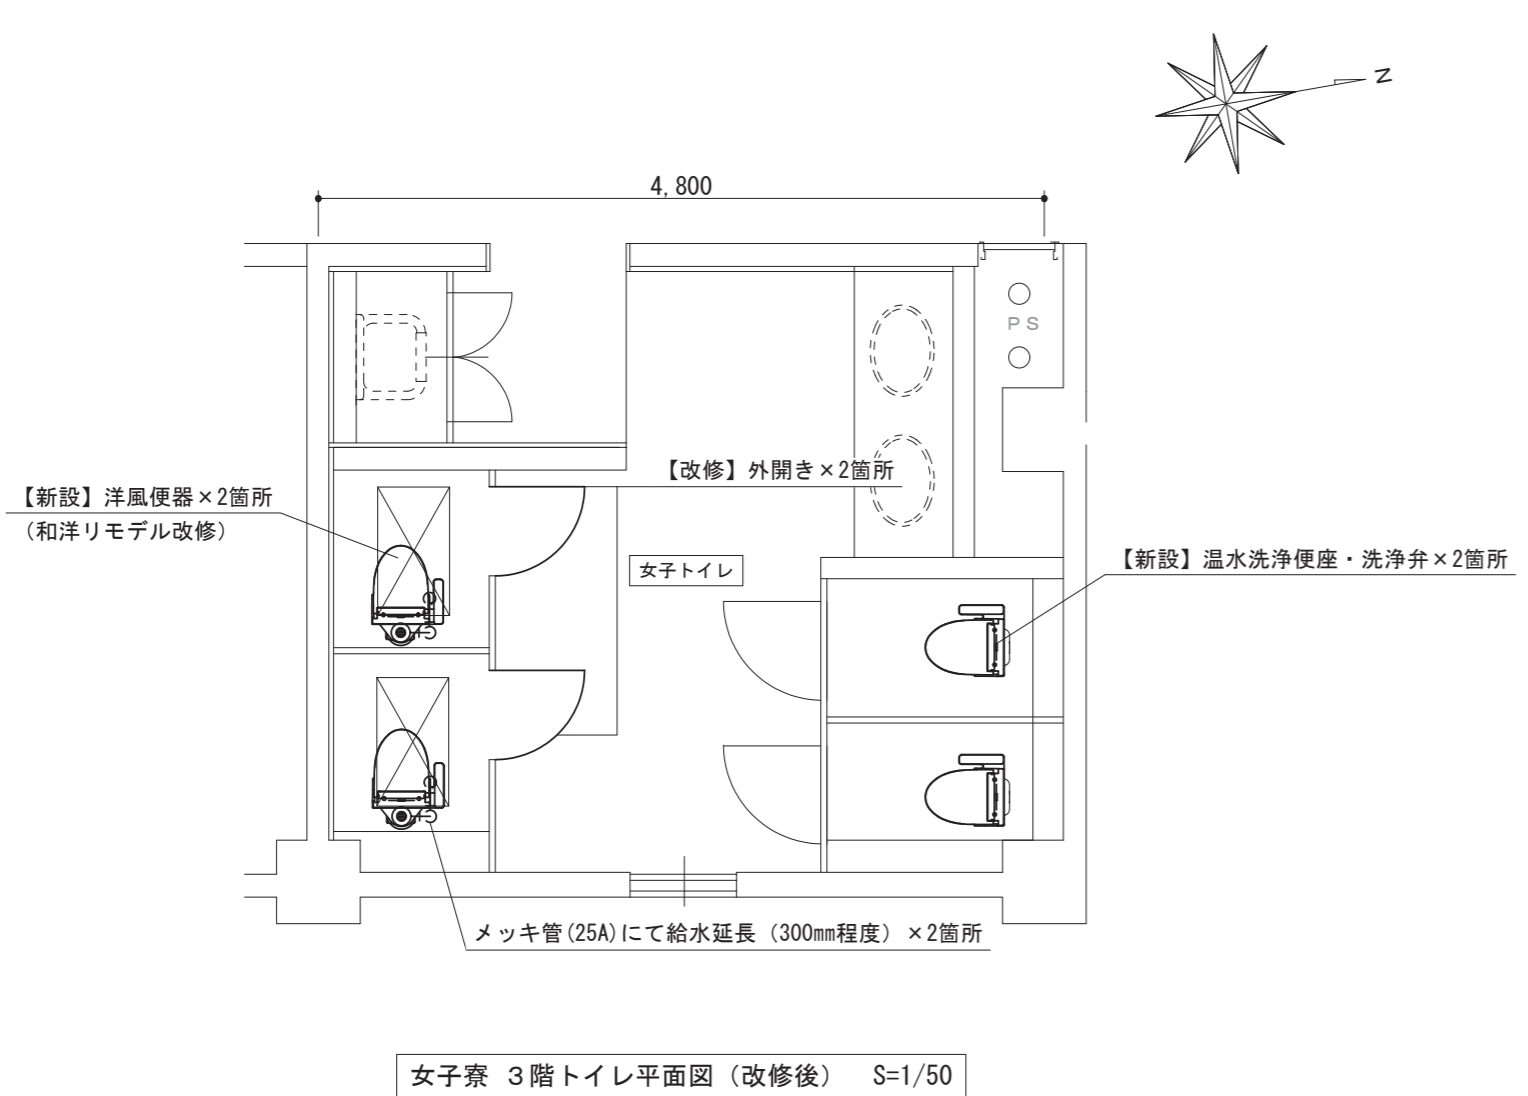 N
4,800
PS
【改修】外開き×2箇所
【新設】洋風便器×2箇所
（和洋リモデル改修）
【新設】温水洗浄便座・洗浄弁×2箇所
女子トイレ
メッキ管(25A)にて給水延長（300㎜程度）×2箇所
女子寮 ３階トイレ平面図（改修後） S=1/50